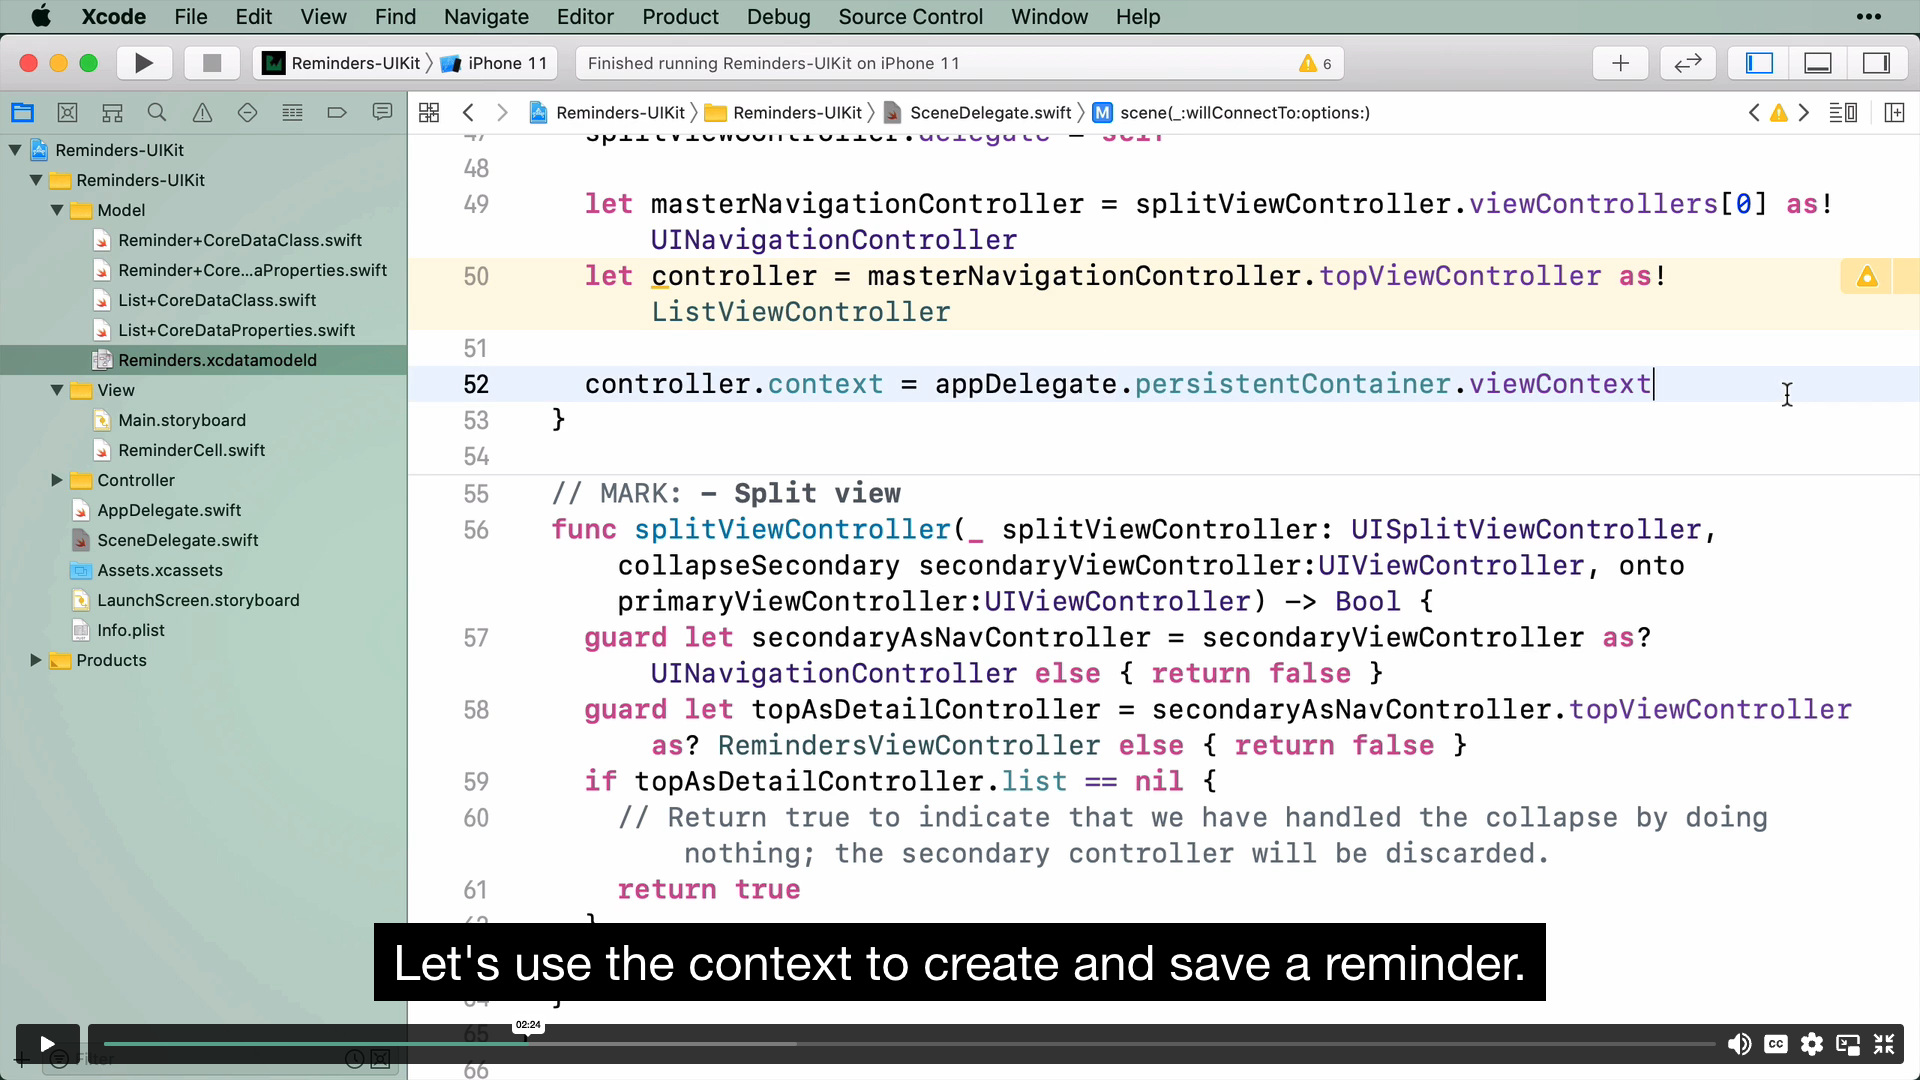 Xcode File Edit View Find Navigate Editor Product Debug Source Control Window Help
Reminders-UIKit iPhone 11
Finished running Reminders-UIKit on iPhone 11
6
Reminders-UIKit Reminders-UIKit SceneDelegate.swift M scene(_:willConnectTo:options:)
Reminders-UIKit
Reminders-UIKit
Model
Reminder+CoreDataClass.swift
Reminder+Core...aProperties.swift
List+CoreDataClass.swift
List+CoreDataProperties.swift
Reminders.xcdatamodeld
View
Main.storyboard
ReminderCell.swift
Controller
AppDelegate.swift
SceneDelegate.swift
Assets.xcassets
LaunchScreen.storyboard
Info.plist
Products
Filter
47 splitViewController.delegate = self
48
49 let masterNavigationController = splitViewController.viewControllers[0] as!
UINavigationController
50 let controller = masterNavigationController.topViewController as!
ListViewController
51
52 controller.context = appDelegate.persistentContainer.viewContext
53 }
54
55 // MARK: - Split view
56 func splitViewController(_ splitViewController: UISplitViewController,
collapseSecondary secondaryViewController:UIViewController, onto
primaryViewController:UIViewController) -> Bool {
57 guard let secondaryAsNavController = secondaryViewController as?
UINavigationController else { return false }
58 guard let topAsDetailController = secondaryAsNavController.topViewController
as? RemindersViewController else { return false }
59 if topAsDetailController.list == nil {
60 // Return true to indicate that we have handled the collapse by doing
nothing; the secondary controller will be discarded.
61 return true
62 }
Let's use the context to create and save a reminder.
64 }
02:24
65
66
CC